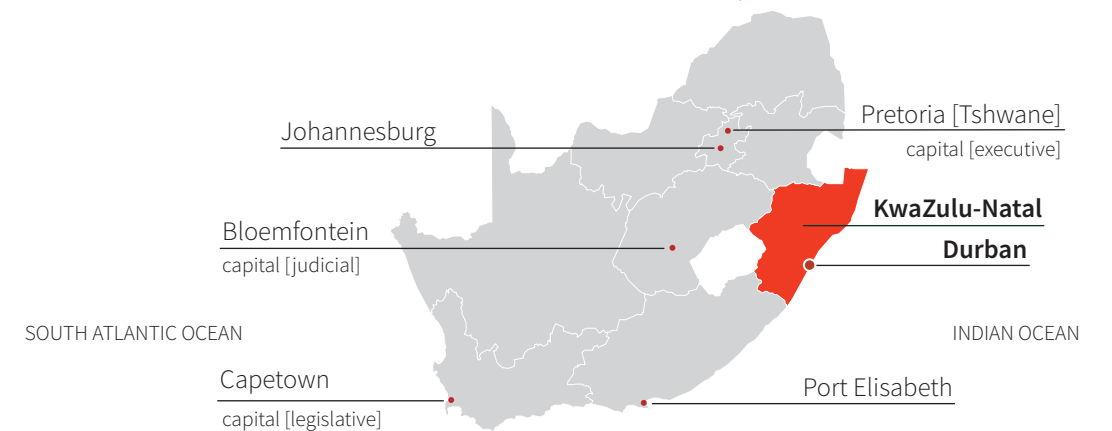 Johannesburg
Pretoria [Tshwane]
capital [executive]
KwaZulu-Natal
Bloemfontein
capital [judicial]
Durban
SOUTH ATLANTIC OCEAN
INDIAN OCEAN
Capetown
capital [legislative]
Port Elisabeth